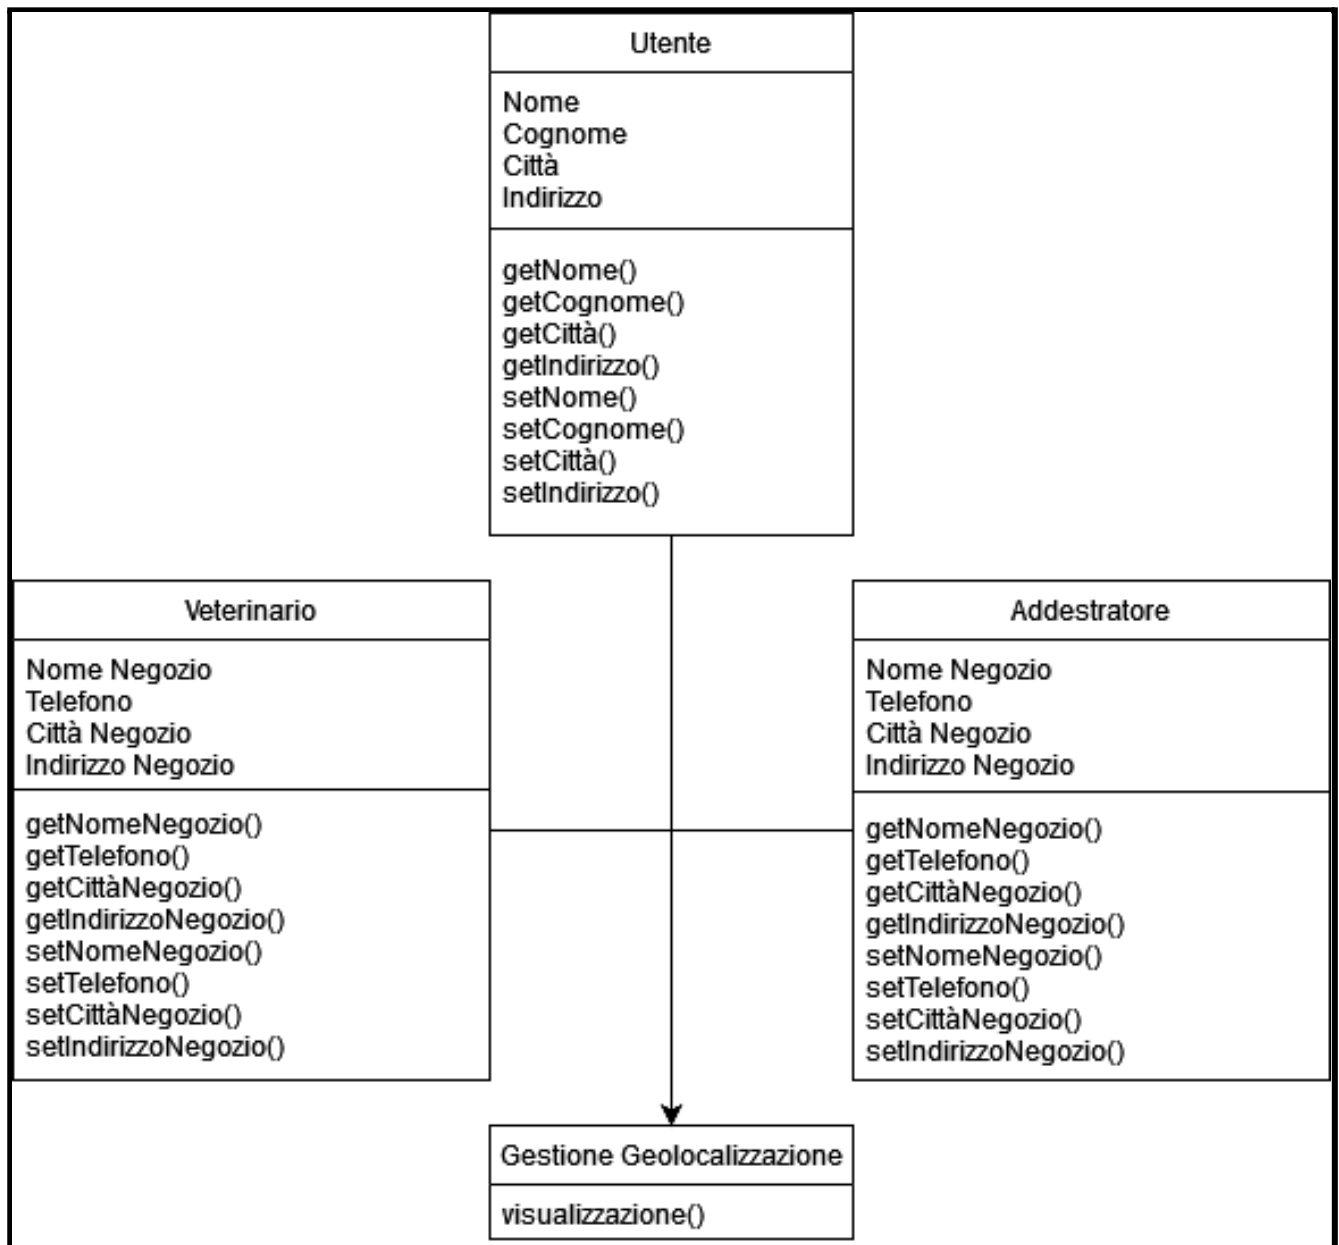 Utente
Nome
Cognome
Città
Indirizzo
getNome()
getCognome()
getCittà()
getIndirizzo()
setNome()
setCognome()
setCittà()
setIndirizzo()
Veterinario
Nome Negozio
Telefono
Città Negozio
Indirizzo Negozio
getNomeNegozio()
getTelefono()
getCittàNegozio()
getIndirizzoNegozio()
setNomeNegozio()
setTelefono()
setCittàNegozio()
setIndirizzoNegozio()
Addestratore
Nome Negozio
Telefono
Città Negozio
Indirizzo Negozio
getNomeNegozio()
getTelefono()
getCittàNegozio()
getIndirizzoNegozio()
setNomeNegozio()
setTelefono()
setCittàNegozio()
setIndirizzoNegozio()
Gestione Geolocalizzazione
visualizzazione()